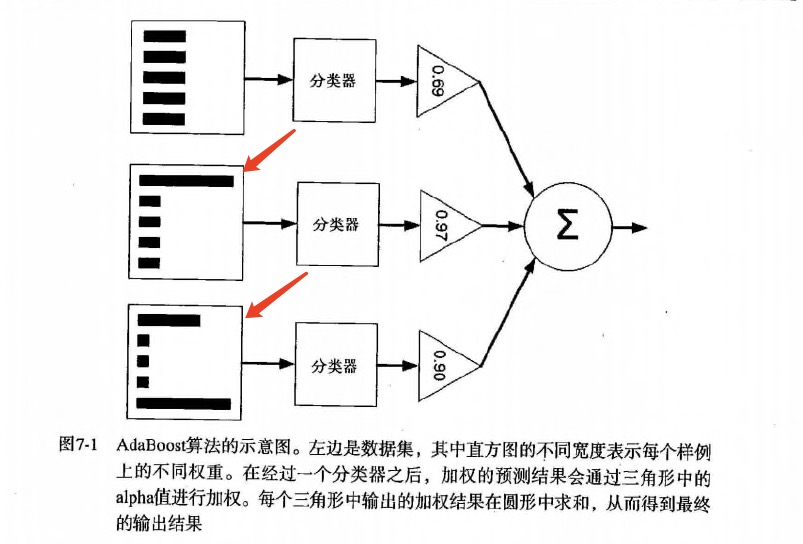 分类器
0.69
分类器
0.97
Σ
分类器
0.90
图7-1 AdaBoost算法的示意图。左边是数据集，其中直方图的不同宽度表示每个样例
上的不同权重。在经过一个分类器之后，加权的预测结果会通过三角形中的
alpha值进行加权。每个三角形中输出的加权结果在圆形中求和，从而得到最终
的输出结果